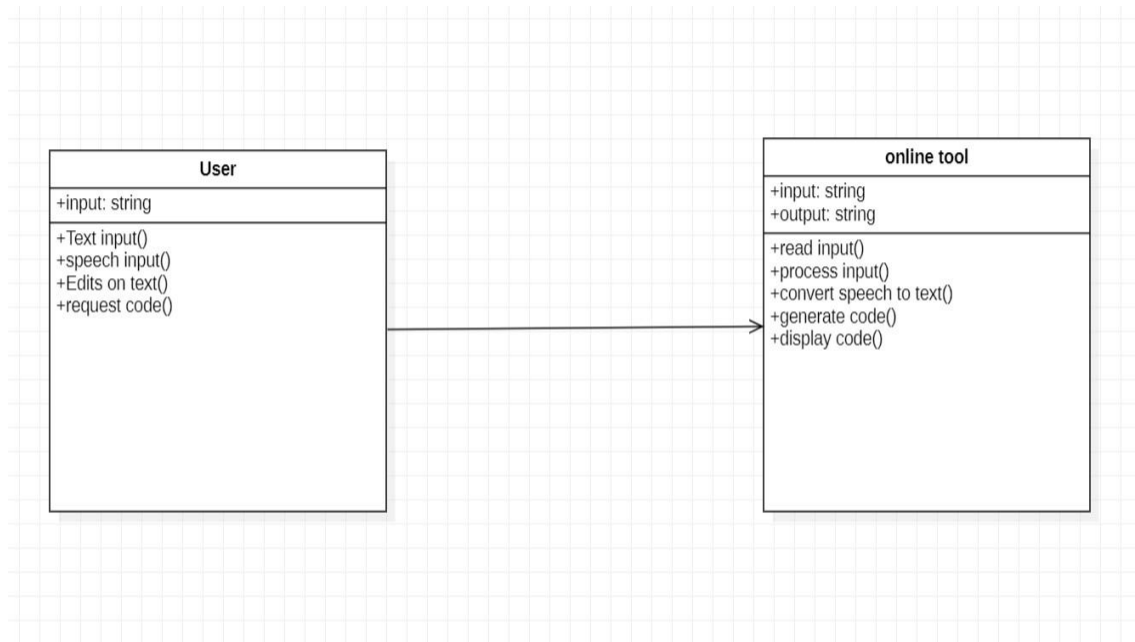 User
+input: string
+Text input()
+speech input()
+Edits on text()
+request code()
online tool
+input: string
+output: string
+read input()
+process input()
+convert speech to text()
+generate code()
+display code()